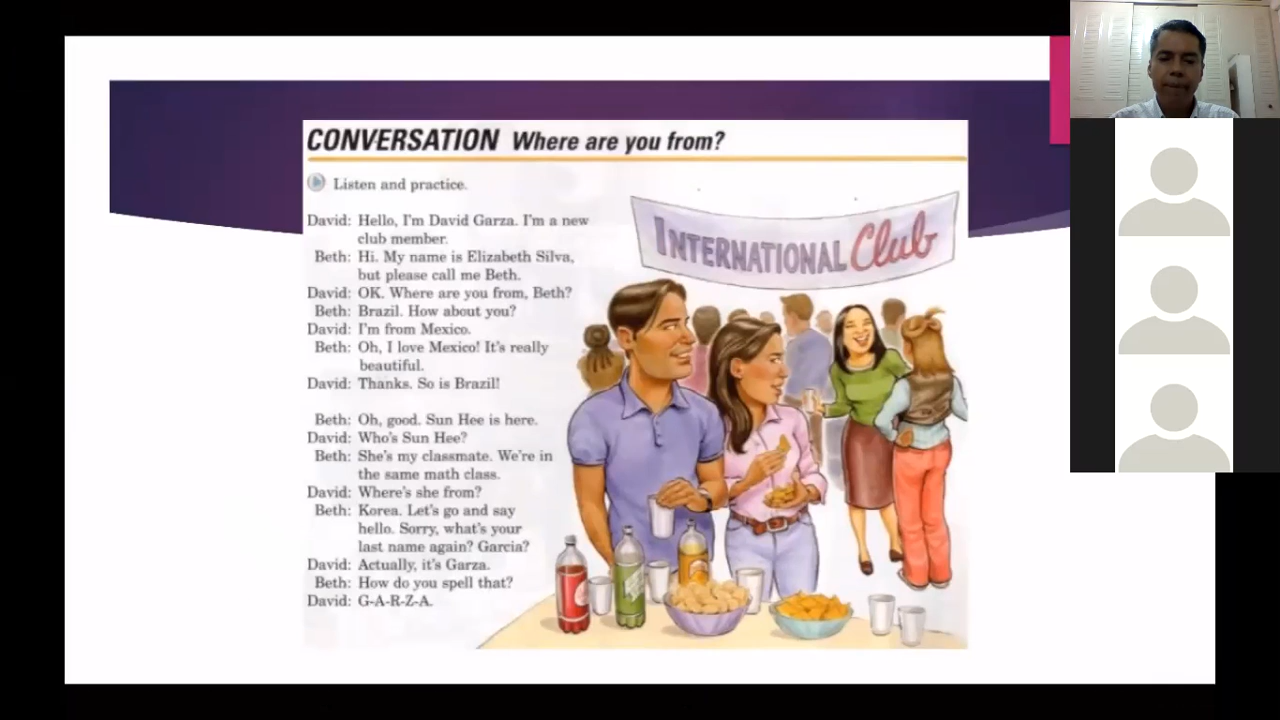 CONVERSATION Where are you from?
Listen and practice.
David: Hello, I'm David Garza. I'm a new
club member.
Beth: Hi. My name is Elizabeth Silva,
but please call me Beth.
David: OK. Where are you from, Beth?
Beth: Brazil. How about you?
David: I'm from Mexico.
Beth: Oh, I love Mexico! It's really
beautiful.
David: Thanks. So is Brazil!
Beth: Oh, good. Sun Hee is here.
David: Who's Sun Hee?
Beth: She's my classmate. We're in
the same math class.
David: Where's she from?
Beth: Korea. Let's go and say
hello. Sorry, what's your
last name again? Garcia?
David: Actually, it's Garza.
Beth: How do you spell that?
David: G-A-R-Z-A.
INTERNATIONAL Club